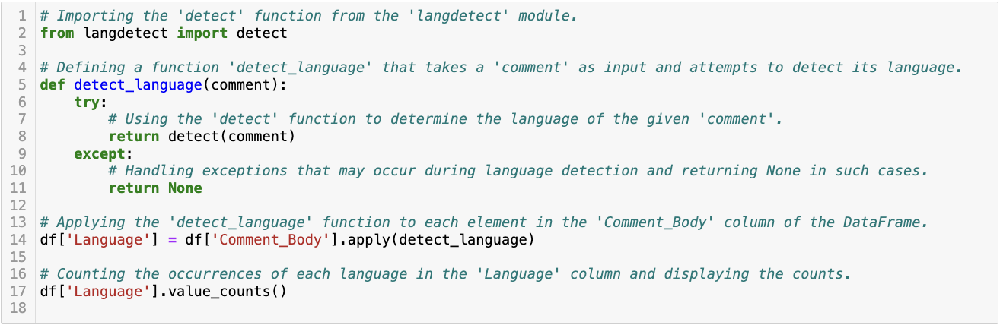 1 # Importing the 'detect' function from the 'langdetect' module.
2 from langdetect import detect
3
4 # Defining a function 'detect_language' that takes a 'comment' as input and attempts to detect its language.
5 def detect_language(comment):
6     try:
7         # Using the 'detect' function to determine the language of the given 'comment'.
8         return detect(comment)
9     except:
10         # Handling exceptions that may occur during language detection and returning None in such cases.
11         return None
12
13 # Applying the 'detect_language' function to each element in the 'Comment_Body' column of the DataFrame.
14 df['Language'] = df['Comment_Body'].apply(detect_language)
15
16 # Counting the occurrences of each language in the 'Language' column and displaying the counts.
17 df['Language'].value_counts()
18